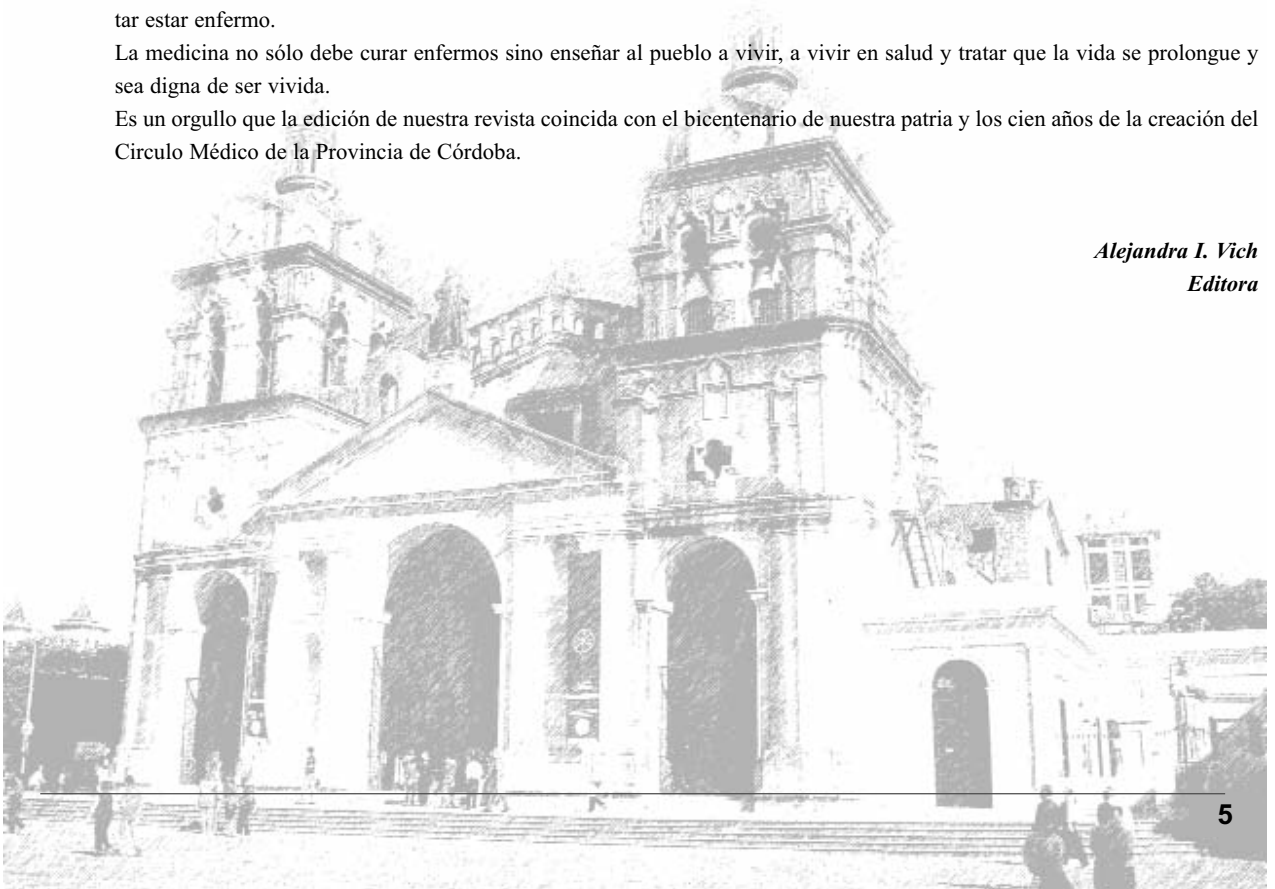 tar estar enfermo.
La medicina no sólo debe curar enfermos sino enseñar al pueblo a vivir, a vivir en salud y tratar que la vida se prolongue y
sea digna de ser vivida.
Es un orgullo que la edición de nuestra revista coincida con el bicentenario de nuestra patria y los cien años de la creación del
Circulo Médico de la Provincia de Córdoba.
Alejandra I. Vich
Editora
5